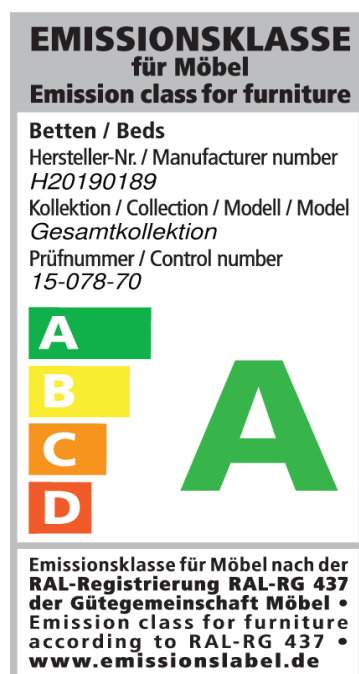 EMISSIONSKLASSE
für Möbel
Emission class for furniture
Betten / Beds
Hersteller-Nr. / Manufacturer number
H20190189
Kollektion / Collection / Modell / Model
Gesamtkollektion
Prüfnummer / Control number
15-078-70
A
B
C
D
A
Emissionsklasse für Möbel nach der
RAL-Registrierung RAL-RG 437
der Gütegemeinschaft Möbel •
Emission class for furniture
according to RAL-RG 437 •
www.emissionslabel.de